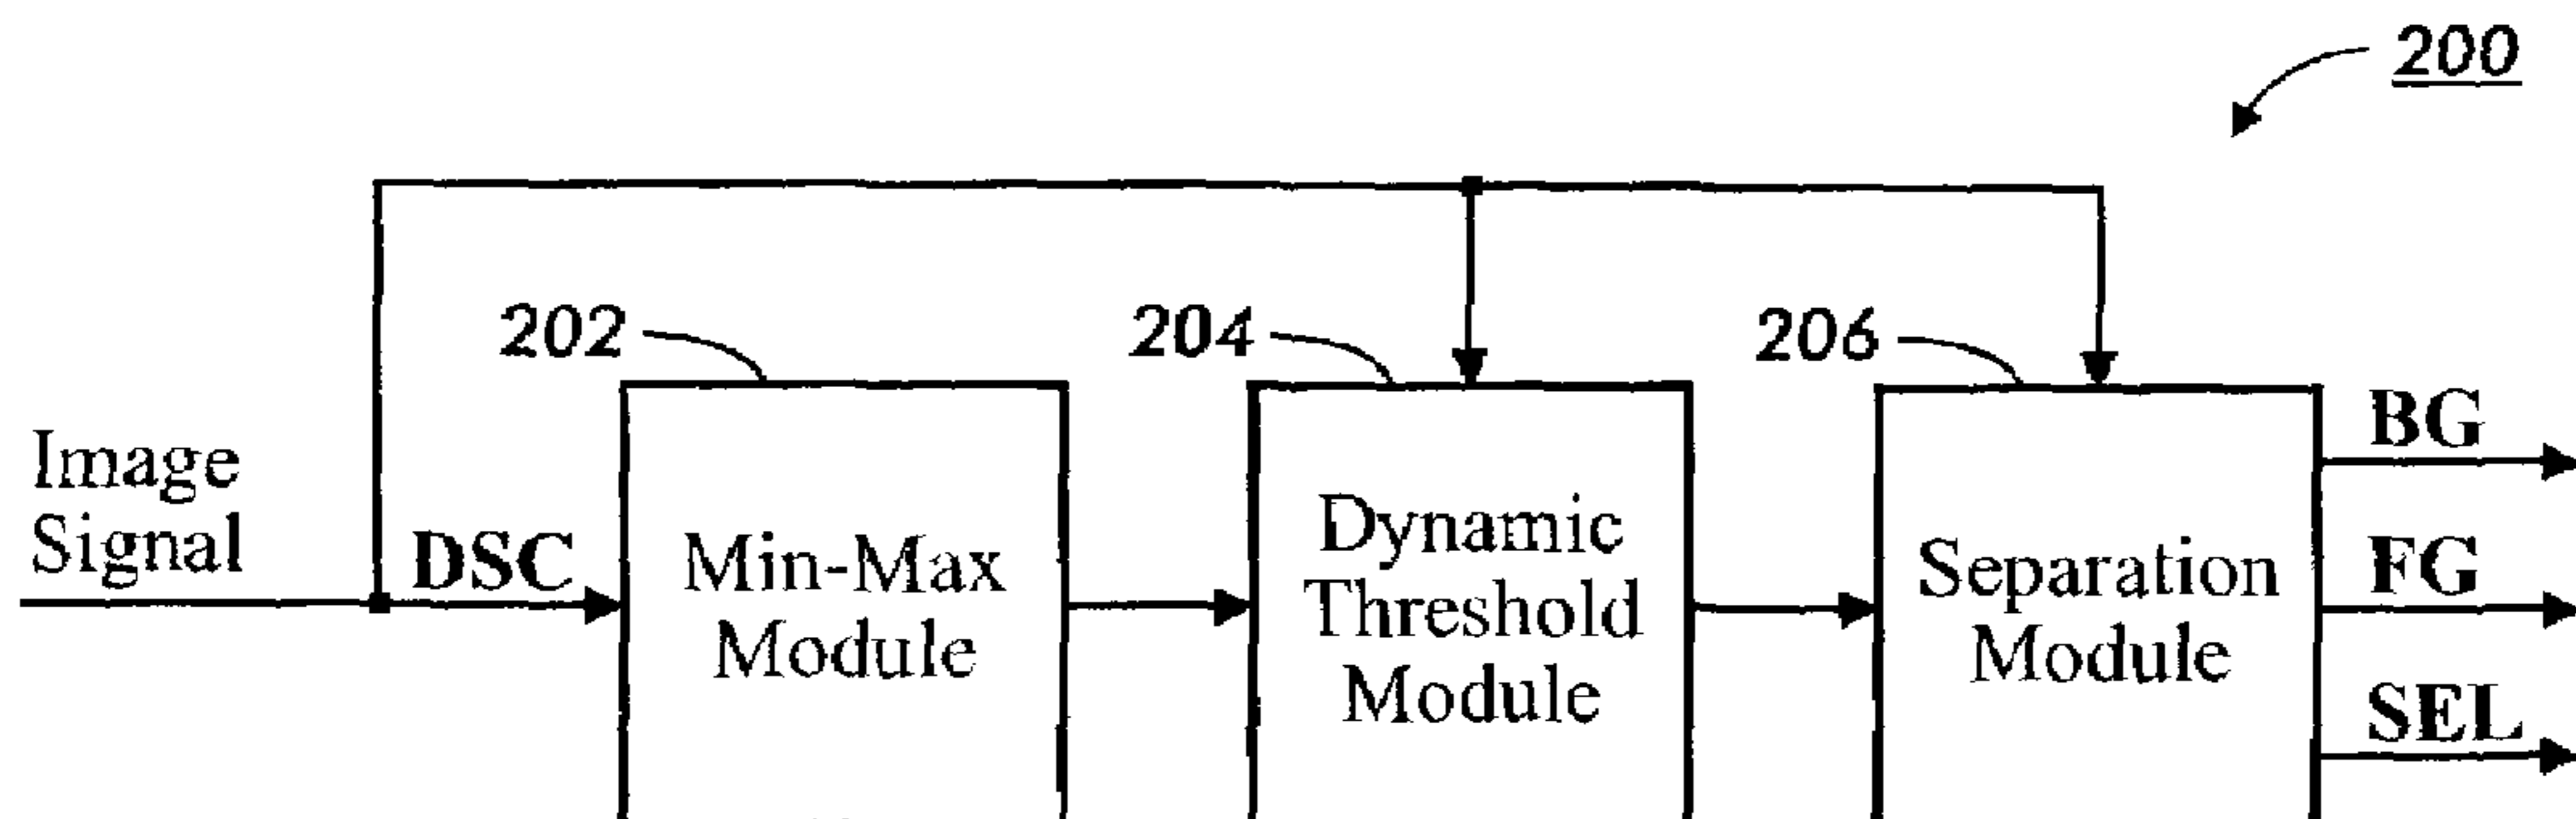 200
202
204
206
Image
Signal
DSC
Min-Max
Module
Dynamic
Threshold
Module
Separation
Module
BG
FG
SEL